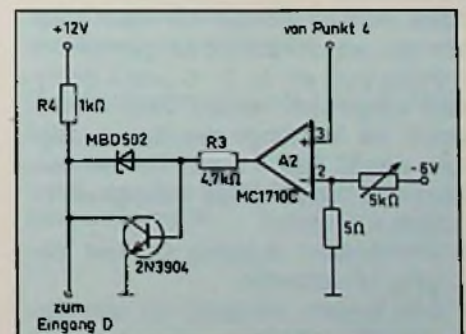 +12V
von Punkt 4
R4
1kΩ
MBD502
R3
4,7kΩ
3
+
A2
-
2
MC1710C
-6V
5kΩ
5Ω
2N3904
zum
Eingang D